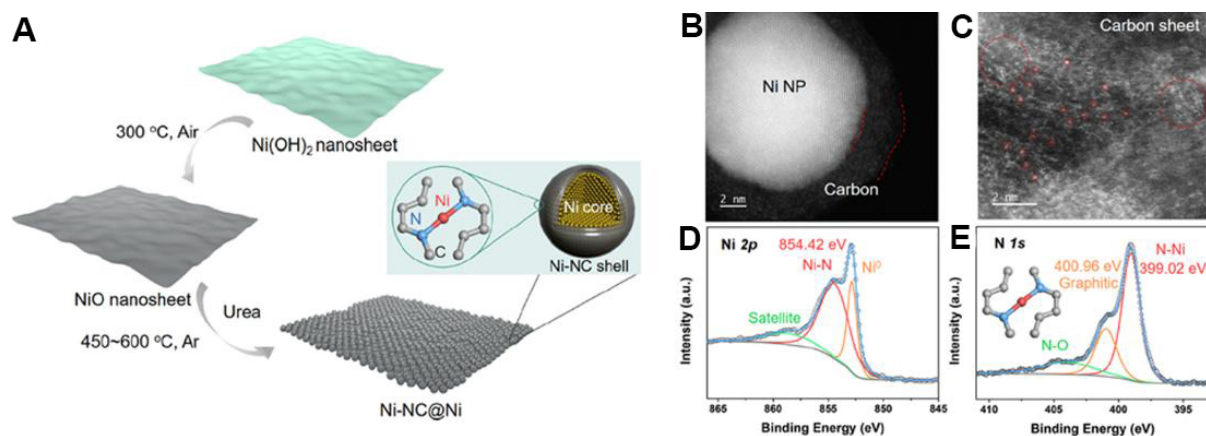 A
300 °C, Air
Ni(OH)2 nanosheet
NiO nanosheet
Urea
450~600 °C, Ar
Ni
N
C
Ni core
Ni-NC shell
Ni-NC@Ni
B
Ni NP
Carbon
2 nm
C
Carbon sheet
2 nm
D
Ni 2p
854.42 eV
Ni-N
Ni0
Satellite
Intensity (a.u.)
865 860 855 850 845
Binding Energy (eV)
E
N 1s
N-Ni
399.02 eV
400.96 eV
Graphitic
N-O
Intensity (a.u.)
410 405 400 395
Binding Energy (eV)